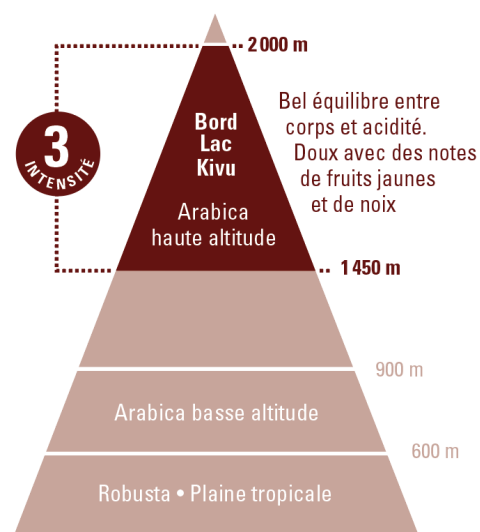 2 000 m
Bel équilibre entre
corps et acidité.
Doux avec des notes
de fruits jaunes
et de noix
3
INTENSITÉ
Bord
Lac
Kivu
Arabica
haute altitude
1 450 m
900 m
Arabica basse altitude
600 m
Robusta • Plaine tropicale